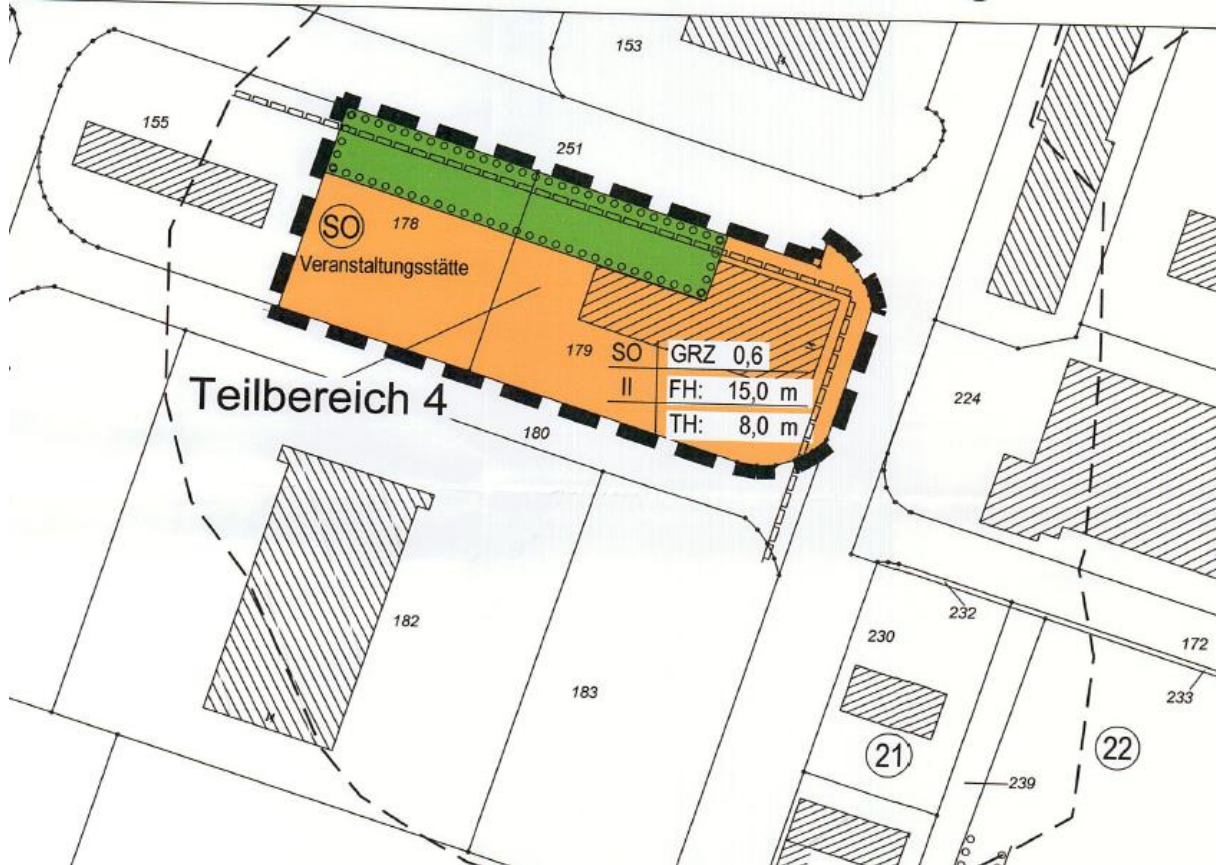 153
155
251
SO
178
Veranstaltungsstätte
179
SO GRZ 0,6
II FH: 15,0 m
TH: 8,0 m
Teilbereich 4
180
224
182
232
230
172
183
233
21
22
239